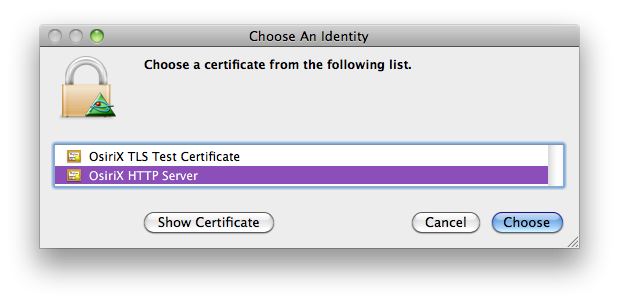 Choose An Identity
Choose a certificate from the following list.
OsiriX TLS Test Certificate
OsiriX HTTP Server
Show Certificate
Cancel
Choose